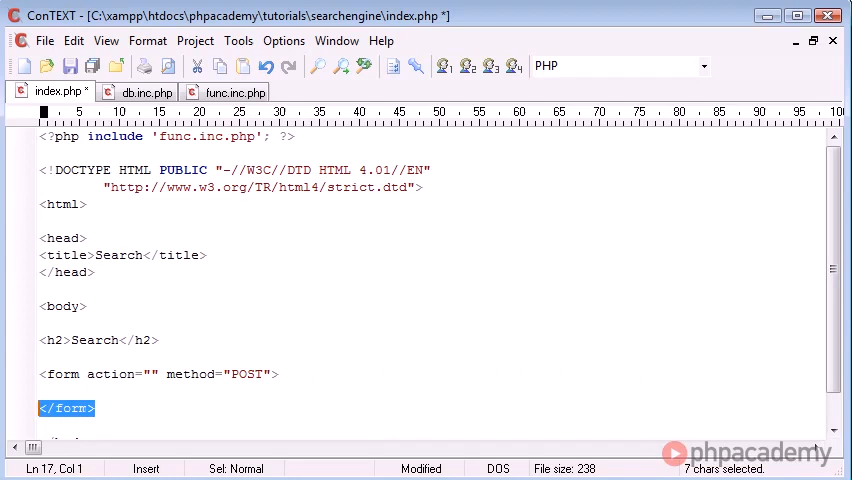 ConTEXT - [C:\xampp\htdocs\phpacademy\tutorials\searchengine\index.php *]
File Edit View Format Project Tools Options Window Help
1 2 3 4 PHP
index.php * db.inc.php func.inc.php
5 10 15 20 25 30 35 40 45 50 55 60 65 70 75 80 85 90 95 100
<?php include 'func.inc.php'; ?>
<!DOCTYPE HTML PUBLIC "-//W3C//DTD HTML 4.01//EN"
"http://www.w3.org/TR/html4/strict.dtd">
<html>
<head>
<title>Search</title>
</head>
<body>
<h2>Search</h2>
<form action="" method="POST">
</form>
phpacademy
Ln 17, Col 1 Insert Sel: Normal Modified DOS File size: 238 7 chars selected.